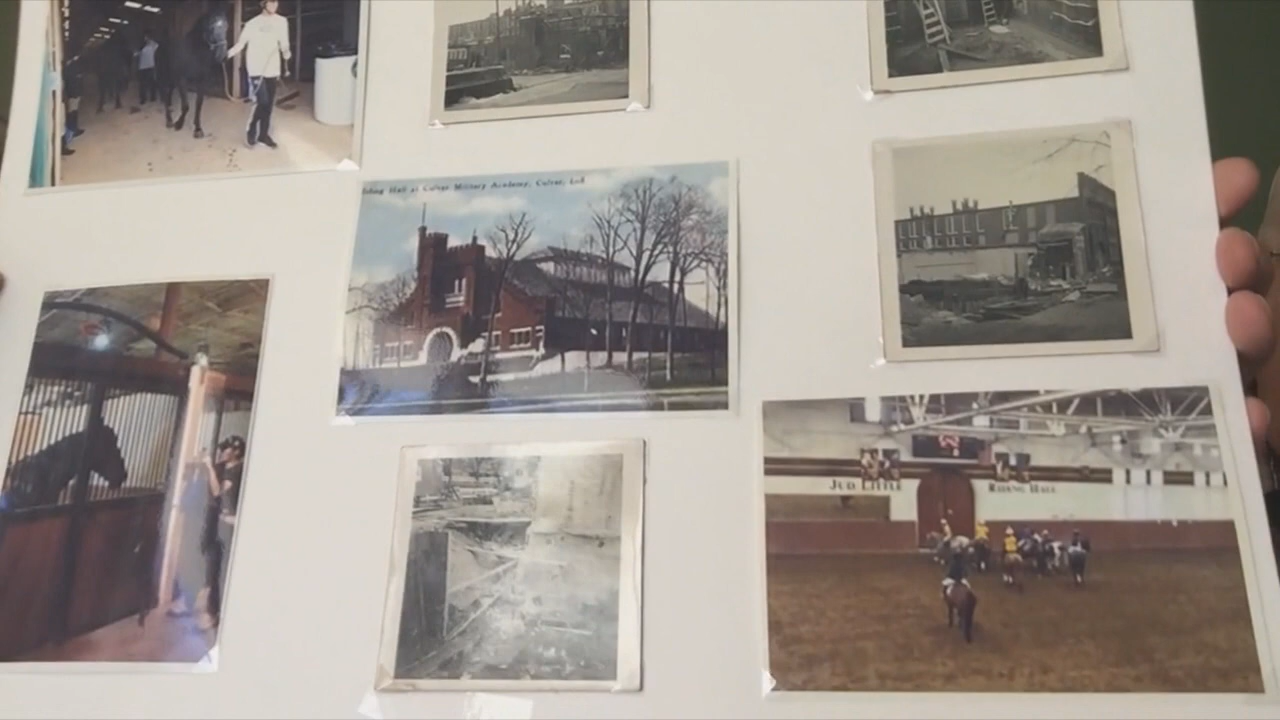 Riding Hall at Culver Military Academy, Culver, Ind
JUD LITTLE RIDING HALL